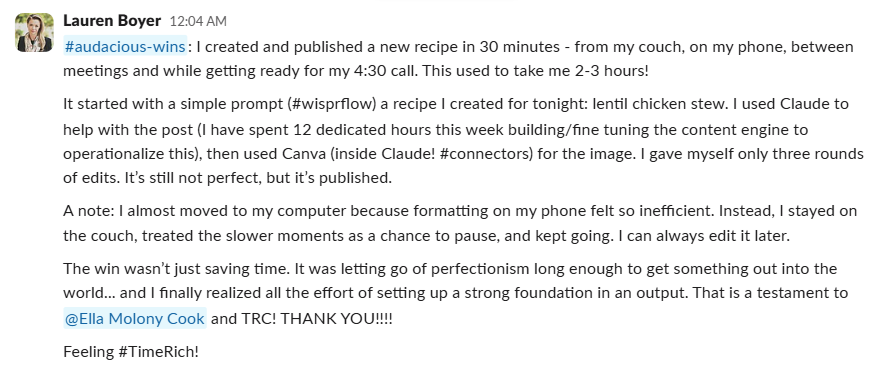 Lauren Boyer 12:04 AM
#audacious-wins: I created and published a new recipe in 30 minutes - from my couch, on my phone, between
meetings and while getting ready for my 4:30 call. This used to take me 2-3 hours!
It started with a simple prompt (#wisprflow) a recipe I created for tonight: lentil chicken stew. I used Claude to
help with the post (I have spent 12 dedicated hours this week building/fine tuning the content engine to
operationalize this), then used Canva (inside Claude! #connectors) for the image. I gave myself only three rounds
of edits. It’s still not perfect, but it’s published.
A note: I almost moved to my computer because formatting on my phone felt so inefficient. Instead, I stayed on
the couch, treated the slower moments as a chance to pause, and kept going. I can always edit it later.
The win wasn’t just saving time. It was letting go of perfectionism long enough to get something out into the
world... and I finally realized all the effort of setting up a strong foundation in an output. That is a testament to
@Ella Molony Cook and TRC! THANK YOU!!!!
Feeling #TimeRich!